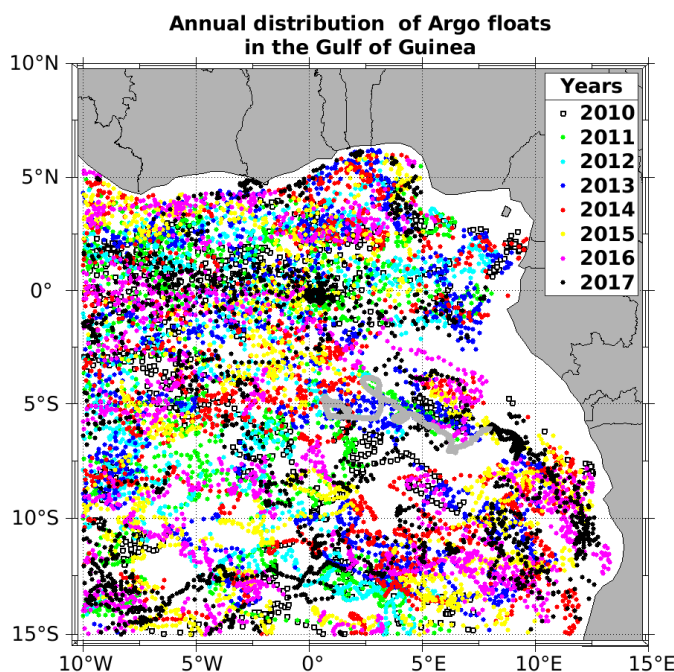 Annual distribution of Argo floats
in the Gulf of Guinea
10°N
5°N
0°
5°S
10°S
15°S
10°W
5°W
0°
5°E
10°E
15°E
Years
2010
2011
2012
2013
2014
2015
2016
2017